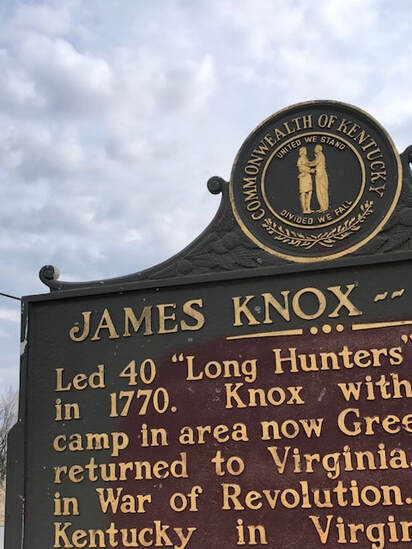 COMMONWEALTH OF KENTUCKY
UNITED WE STAND
DIVIDED WE FALL
JAMES KNOX --
Led 40 "Long Hunters"
in 1770. Knox with
camp in area now Gree
returned to Virginia
in War of Revolution.
Kentucky in Virgin